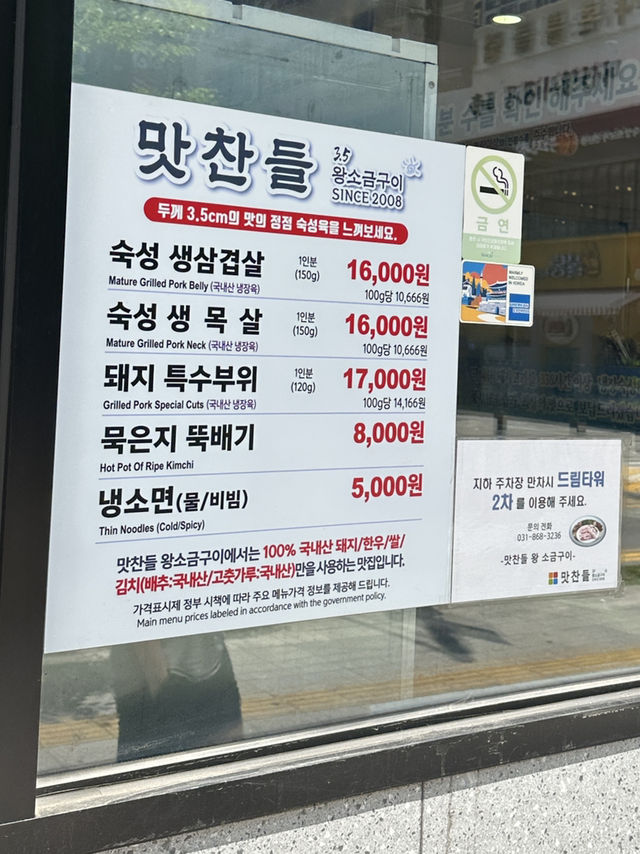 맛찬들
3.5
왕소금구이
SINCE 2008
두께 3.5cm의 맛의 정점 숙성육을 느껴보세요.
숙성 생삼겹살 1인분 (150g) 16,000원
Mature Grilled Pork Belly (국내산 냉장육) 100g당 10,666원
숙성 생 목 살 1인분 (150g) 16,000원
Mature Grilled Pork Neck (국내산 냉장육) 100g당 10,666원
돼지 특수부위 1인분 (120g) 17,000원
Grilled Pork Special Cuts (국내산 냉장육) 100g당 14,166원
묵은지 뚝배기 8,000원
Hot Pot Of Ripe Kimchi
냉소면(물/비빔) 5,000원
Thin Noodles (Cold/Spicy)
맛찬들 왕소금구이에서는 100% 국내산 돼지/한우/쌀/
김치(배추:국내산/고춧가루:국내산)만을 사용하는 맛집입니다.
가격표시제 정부 시책에 따라 주요 메뉴가격 정보를 제공해 드립니다.
Main menu prices labeled in accordance with the government policy.
금연
WARMLY
WELCOMED
IN KOREA
지하 주차장 만차시 드림타워
2차 를 이용해 주세요.
문의 전화
031-868-3236
-맛찬들 왕 소금구이-
맛찬들